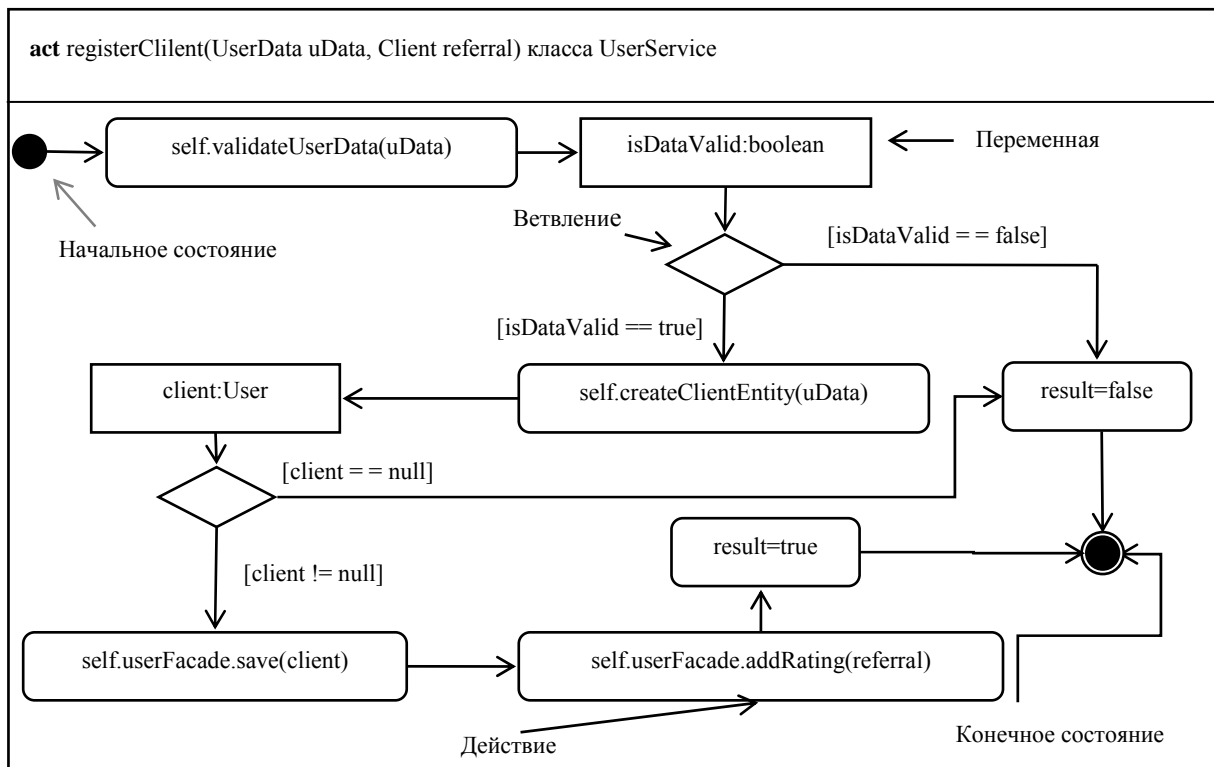 act registerClilent(UserData uData, Client referral) класса UserService
self.validateUserData(uData)
isDataValid:boolean
Переменная
Ветвление
[isDataValid = = false]
Начальное состояние
[isDataValid == true]
client:User
self.createClientEntity(uData)
result=false
[client = = null]
result=true
[client != null]
self.userFacade.save(client)
self.userFacade.addRating(referral)
Действие
Конечное состояние